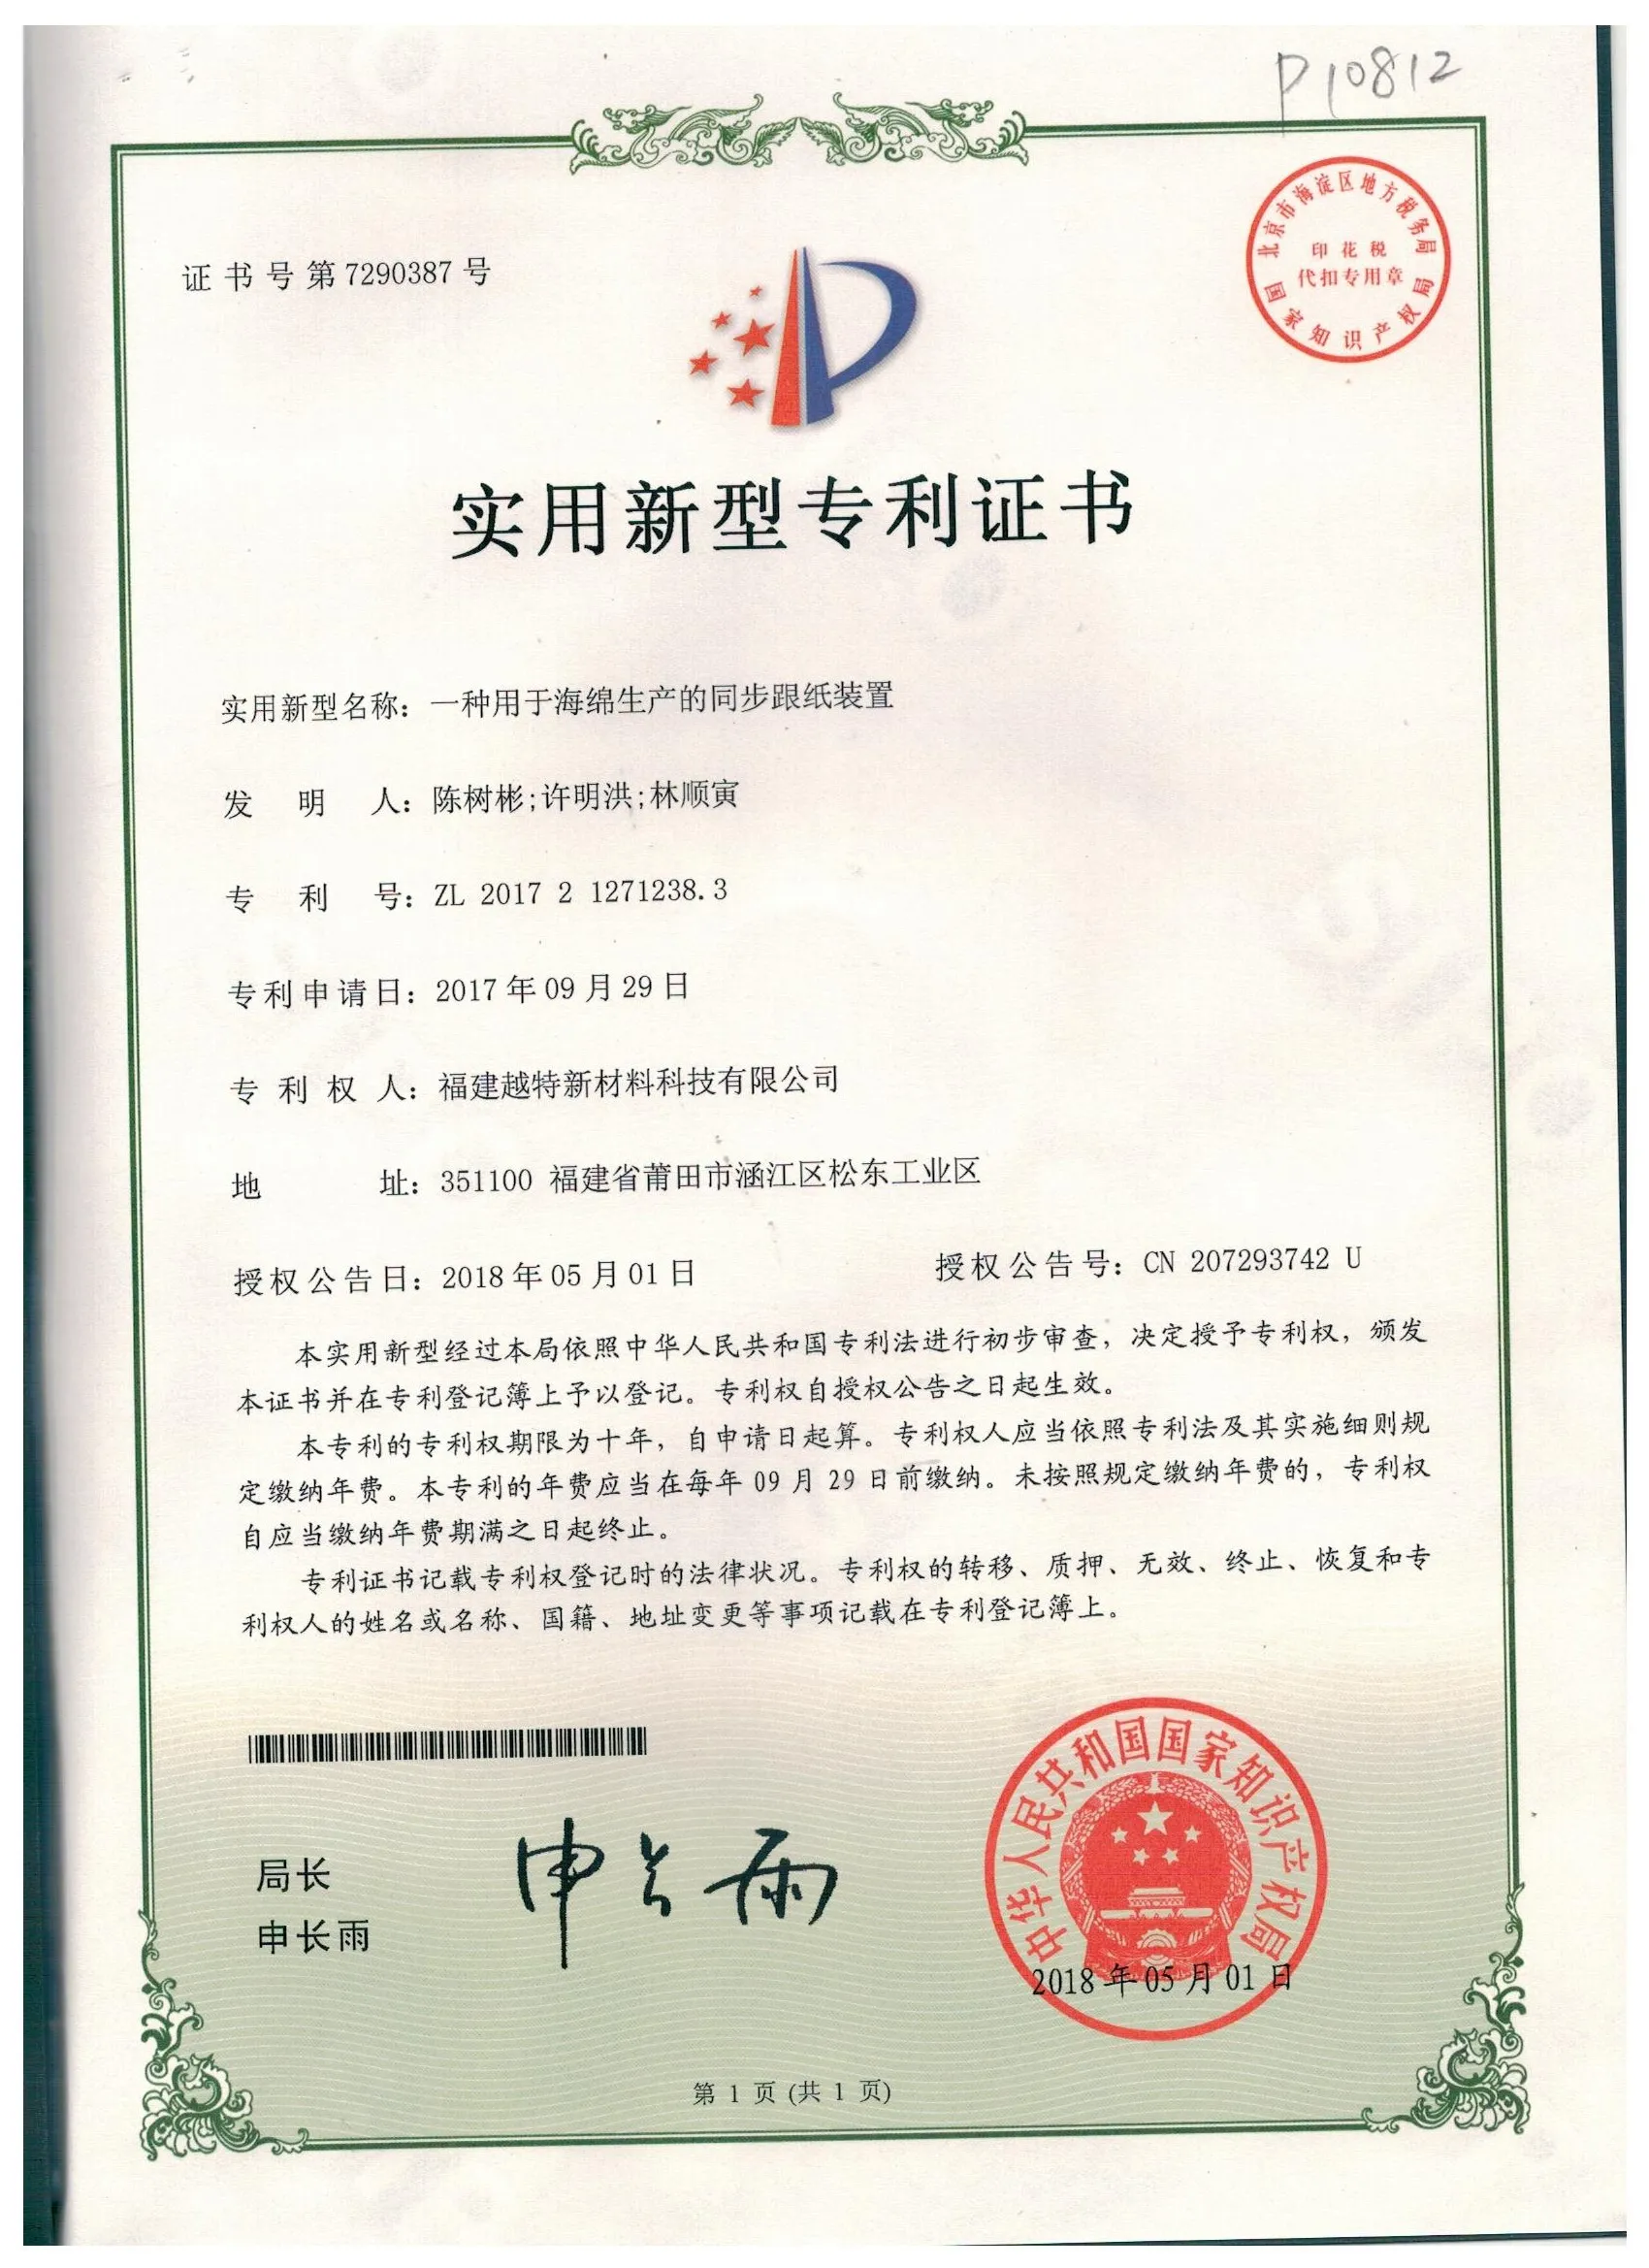 P10812
北京市海淀区地方税务局
印花税
代扣专用章
国家知识产权局
证书号第7290387号
实用新型专利证书
实用新型名称：一种用于海绵生产的同步跟纸装置
发明人：陈树彬;许明洪;林顺寅
专利号：ZL 2017 2 1271238.3
专利申请日：2017年09月29日
专利权人：福建越特新材料科技有限公司
地址：351100 福建省莆田市涵江区松东工业区
授权公告日：2018年05月01日 授权公告号：CN 207293742 U
本实用新型经过本局依照中华人民共和国专利法进行初步审查，决定授予专利权，颁发
本证书并在专利登记簿上予以登记。专利权自授权公告之日起生效。
本专利的专利权期限为十年，自申请日起算。专利权人应当依照专利法及其实施细则规
定缴纳年费。本专利的年费应当在每年09月29日前缴纳。未按照规定缴纳年费的，专利权
自应当缴纳年费期满之日起终止。
专利证书记载专利权登记时的法律状况。专利权的转移、质押、无效、终止、恢复和专
利权人的姓名或名称、国籍、地址变更等事项记载在专利登记簿上。
局长
申长雨
申长雨
中华人民共和国国家知识产权局
2018年05月01日
第 1 页 (共 1 页)